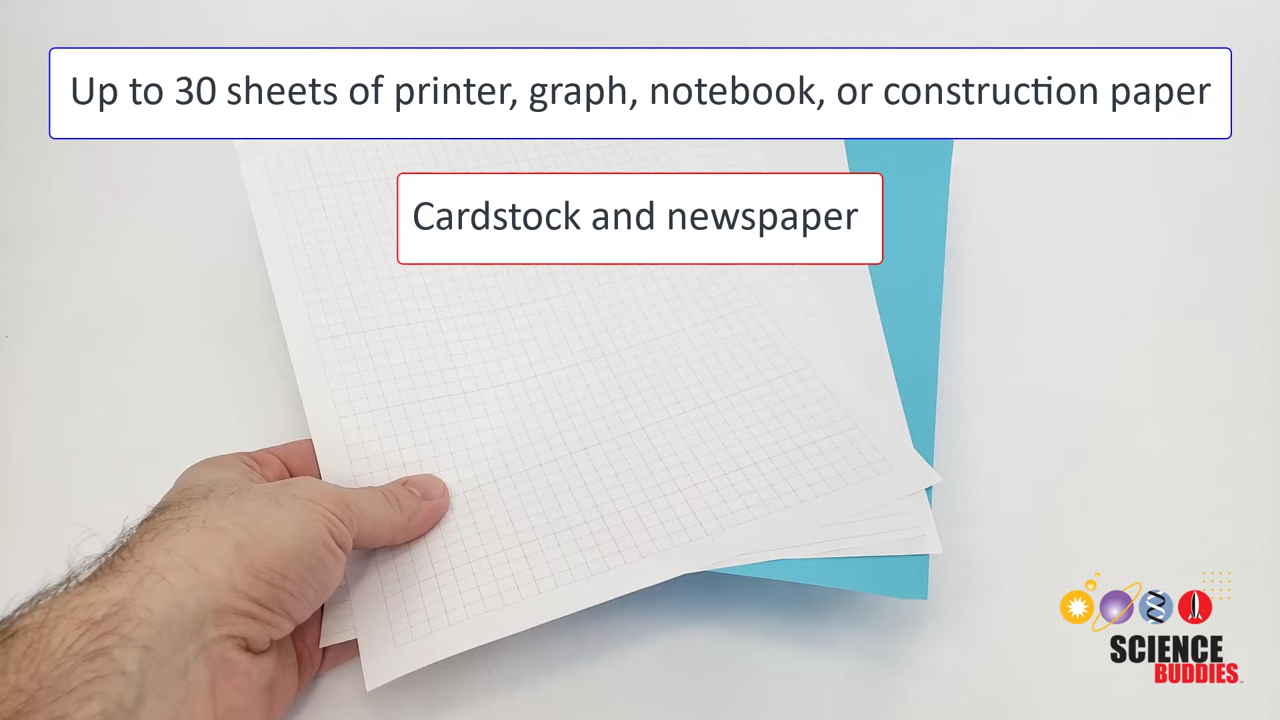 Up to 30 sheets of printer, graph, notebook, or construction paper
Cardstock and newspaper
SCIENCE
BUDDIES